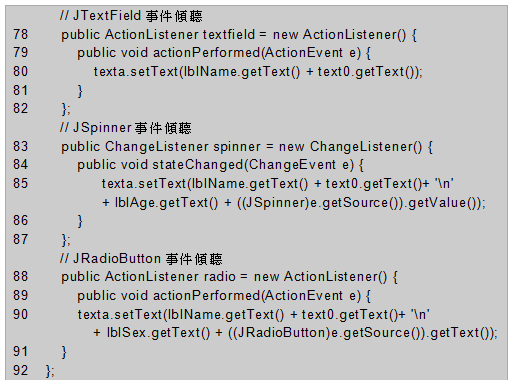 // JTextField 事件傾聽
78 public ActionListener textfield = new ActionListener() {
79 public void actionPerformed(ActionEvent e) {
80 texta.setText(lblName.getText() + text0.getText());
81 }
82 };
// JSpinner 事件傾聽
83 public ChangeListener spinner = new ChangeListener() {
84 public void stateChanged(ChangeEvent e) {
85 texta.setText(lblName.getText() + text0.getText()+ '\n'
+ lblAge.getText() + ((JSpinner)e.getSource()).getValue());
86 }
87 };
// JRadioButton 事件傾聽
88 public ActionListener radio = new ActionListener() {
89 public void actionPerformed(ActionEvent e) {
90 texta.setText(lblName.getText() + text0.getText()+ '\n'
+ lblSex.getText() + ((JRadioButton)e.getSource()).getText());
91 }
92 };